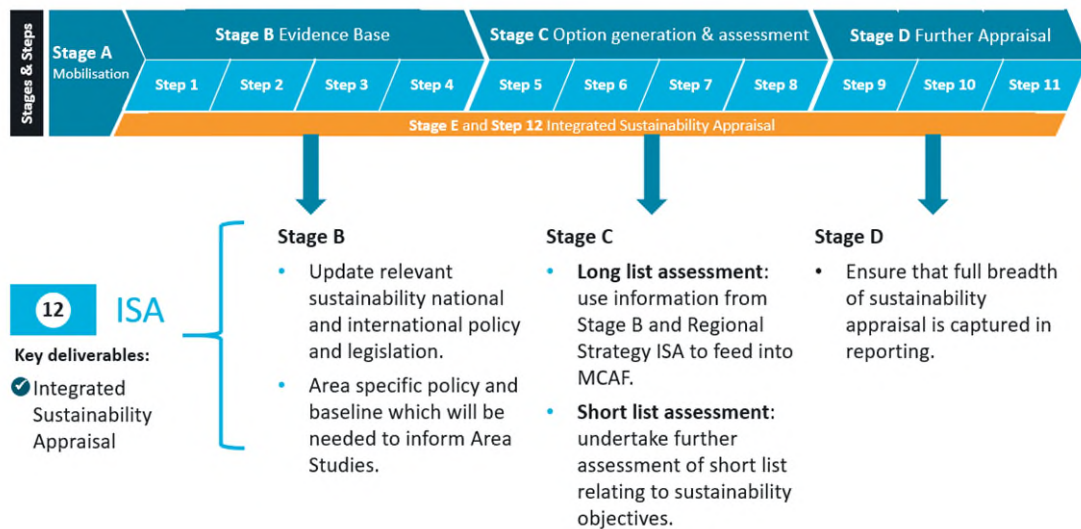 Stages & Steps
Stage A
Mobilisation
Stage B Evidence Base
Stage C Option generation & assessment
Stage D Further Appraisal
Step 1
Step 2
Step 3
Step 4
Step 5
Step 6
Step 7
Step 8
Step 9
Step 10
Step 11
Stage E and Step 12 Integrated Sustainability Appraisal
12
ISA
Key deliverables:
Integrated
Sustainability
Appraisal
Stage B
• Update relevant
sustainability national
and international policy
and legislation.
• Area specific policy and
baseline which will be
needed to inform Area
Studies.
Stage C
• Long list assessment:
use information from
Stage B and Regional
Strategy ISA to feed into
MCAF.
• Short list assessment:
undertake further
assessment of short list
relating to sustainability
objectives.
Stage D
• Ensure that full breadth
of sustainability
appraisal is captured in
reporting.